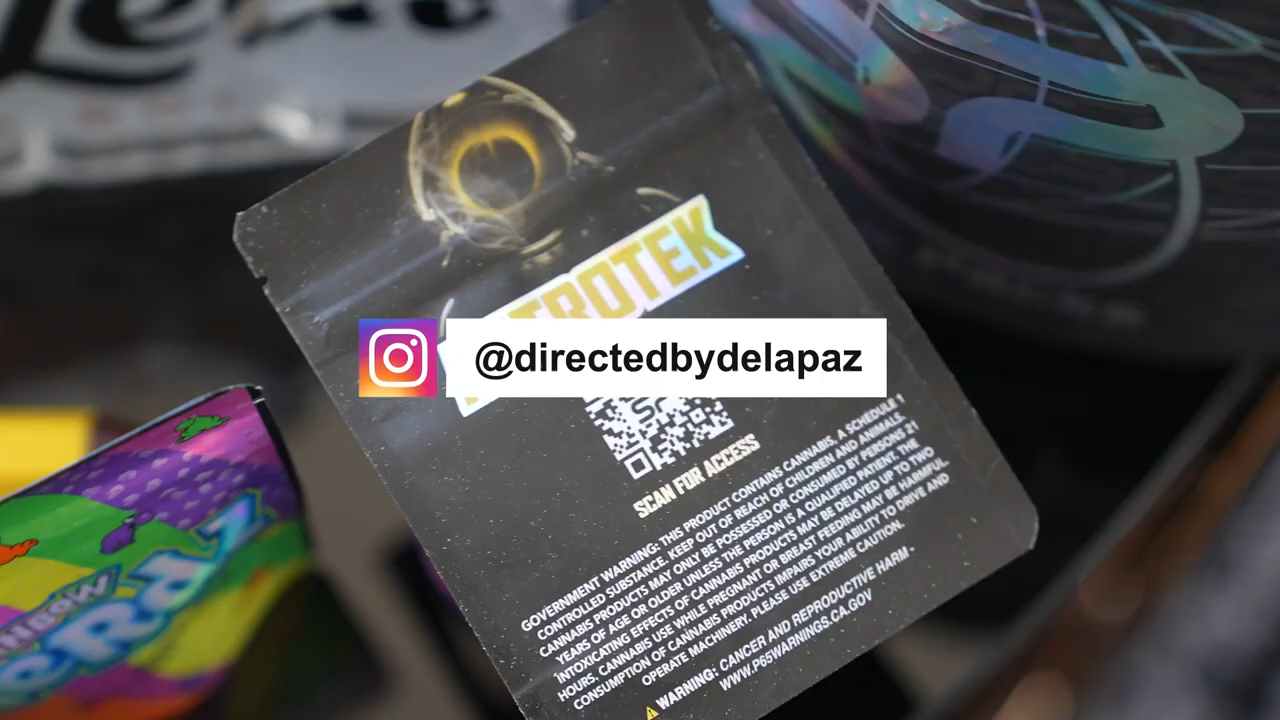 @directedbydelapaz
SCAN FOR ACCESS
GOVERNMENT WARNING: THIS PRODUCT CONTAINS CANNABIS, A SCHEDULE 1
CONTROLLED SUBSTANCE. KEEP OUT OF REACH OF CHILDREN AND ANIMALS.
CANNABIS PRODUCTS MAY ONLY BE POSSESSED OR CONSUMED BY PERSONS 21
YEARS OF AGE OR OLDER UNLESS THE PERSON IS A QUALIFIED PATIENT. THE
INTOXICATING EFFECTS OF CANNABIS PRODUCTS MAY BE DELAYED UP TO TWO
HOURS. CANNABIS USE WHILE PREGNANT OR BREAST FEEDING MAY BE HARMFUL.
CONSUMPTION OF CANNABIS PRODUCTS IMPAIRS YOUR ABILITY TO DRIVE AND
OPERATE MACHINERY. PLEASE USE EXTREME CAUTION.
WARNING: CANCER AND REPRODUCTIVE HARM -
WWW.P65WARNINGS.CA.GOV